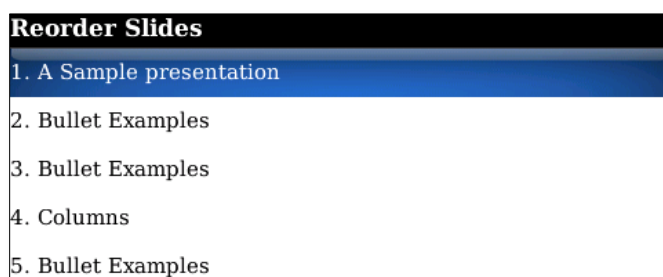 Reorder Slides
1. A Sample presentation
2. Bullet Examples
3. Bullet Examples
4. Columns
5. Bullet Examples